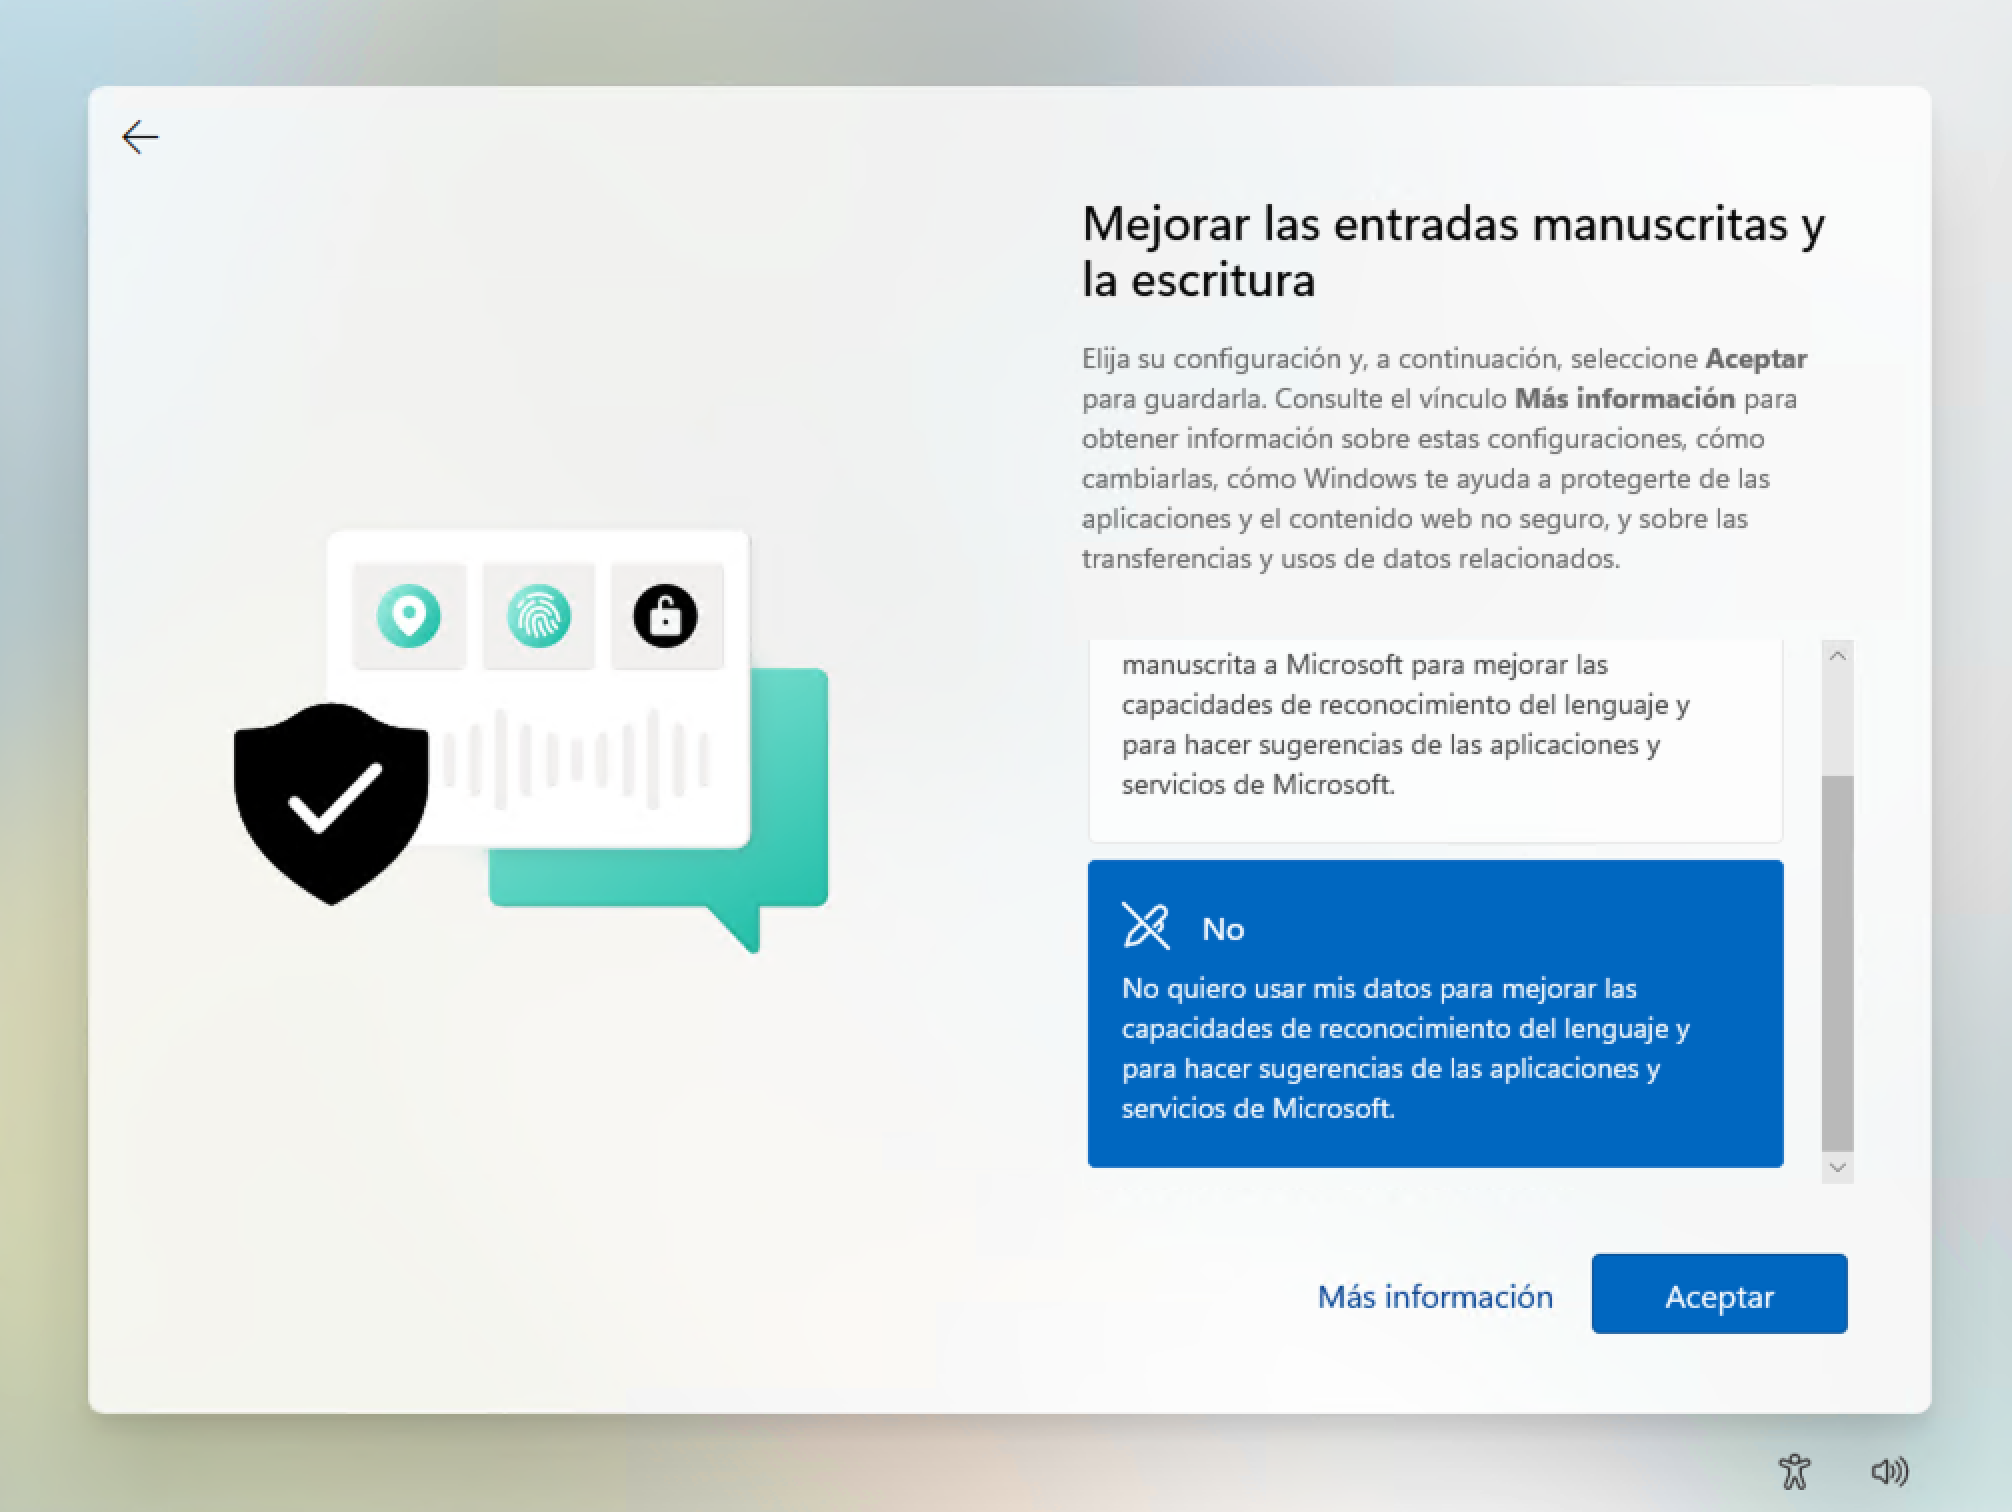 Mejorar las entradas manuscritas y
la escritura
Elija su configuración y, a continuación, seleccione Aceptar
para guardarla. Consulte el vínculo Más información para
obtener información sobre estas configuraciones, cómo
cambiarlas, cómo Windows te ayuda a protegerte de las
aplicaciones y el contenido web no seguro, y sobre las
transferencias y usos de datos relacionados.
manuscrita a Microsoft para mejorar las
capacidades de reconocimiento del lenguaje y
para hacer sugerencias de las aplicaciones y
servicios de Microsoft.
No
No quiero usar mis datos para mejorar las
capacidades de reconocimiento del lenguaje y
para hacer sugerencias de las aplicaciones y
servicios de Microsoft.
Más información
Aceptar